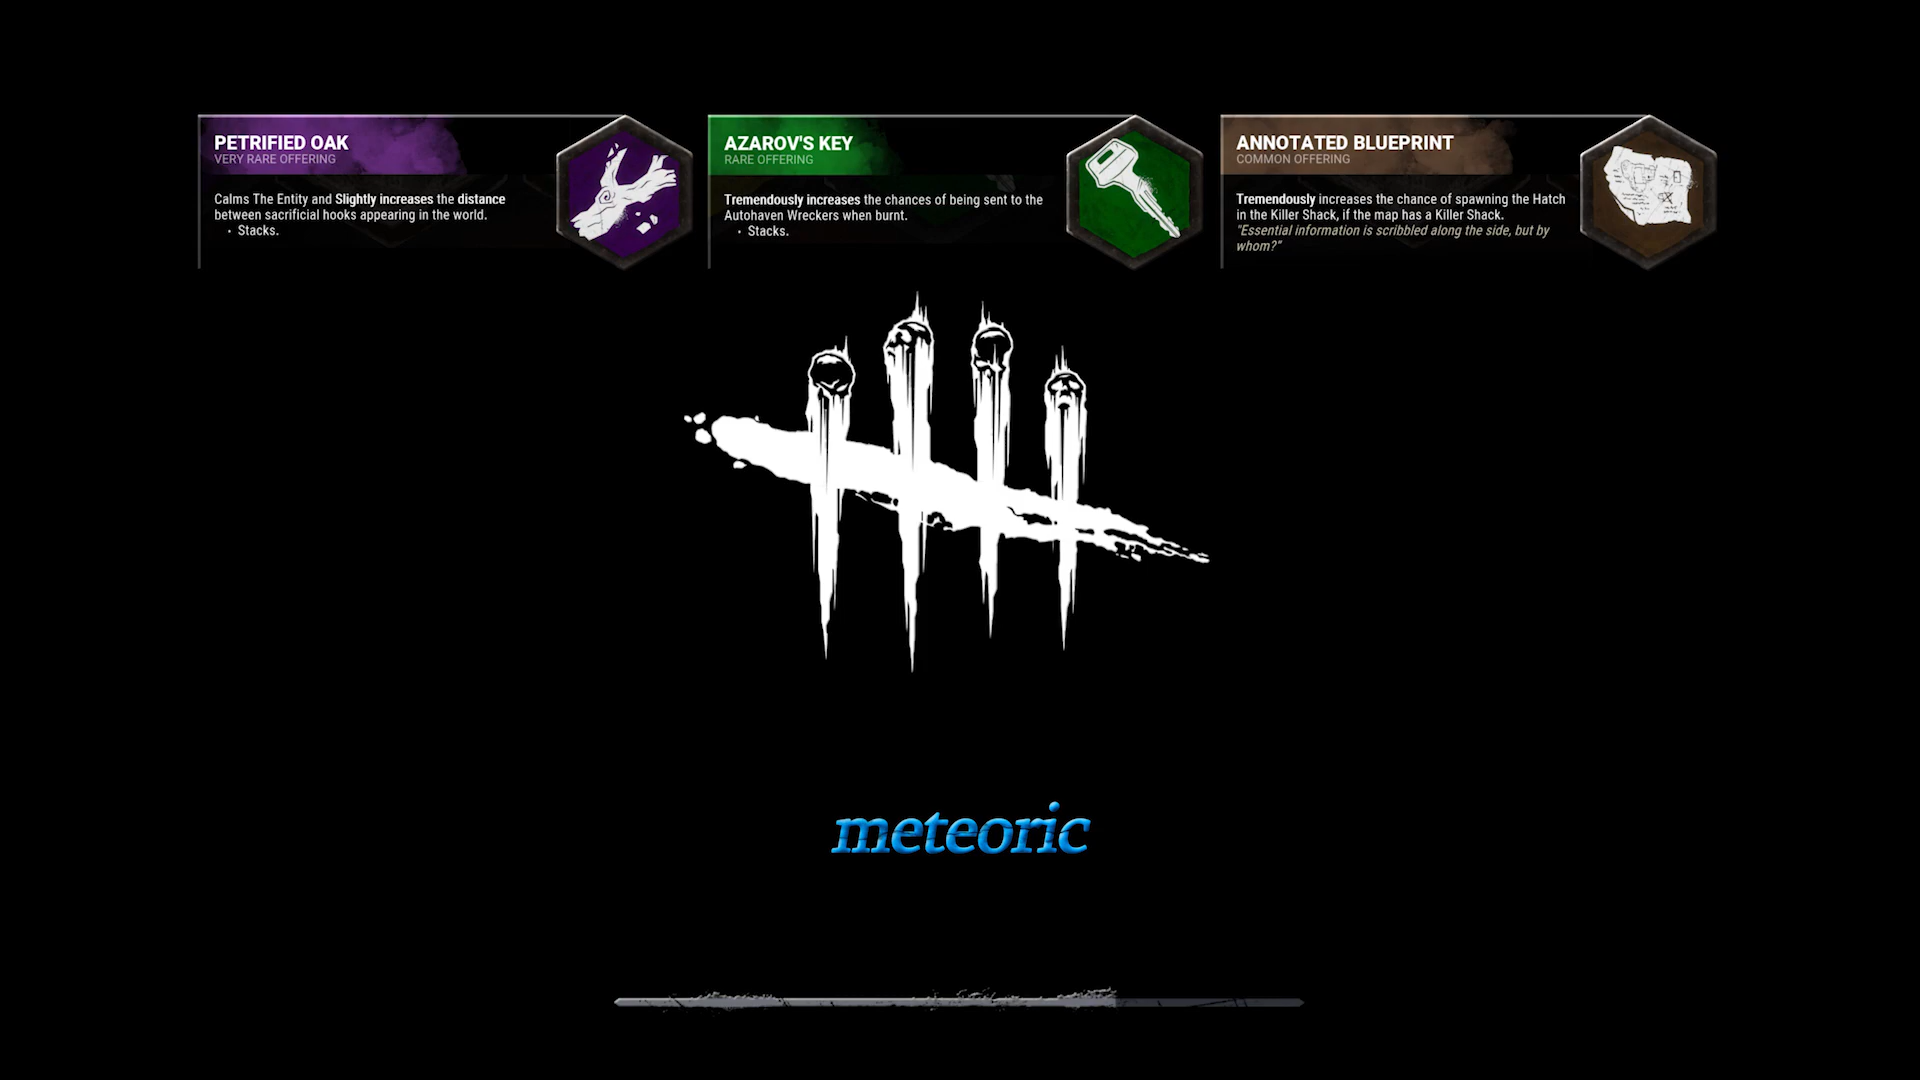 PETRIFIED OAK
VERY RARE OFFERING
Calms The Entity and Slightly increases the distance
between sacrificial hooks appearing in the world.
• Stacks.
AZAROV'S KEY
RARE OFFERING
Tremendously increases the chances of being sent to the
Autohaven Wreckers when burnt.
• Stacks.
ANNOTATED BLUEPRINT
COMMON OFFERING
Tremendously increases the chance of spawning the Hatch
in the Killer Shack, if the map has a Killer Shack.
"Essential information is scribbled along the side, but by
whom?"
meteoric